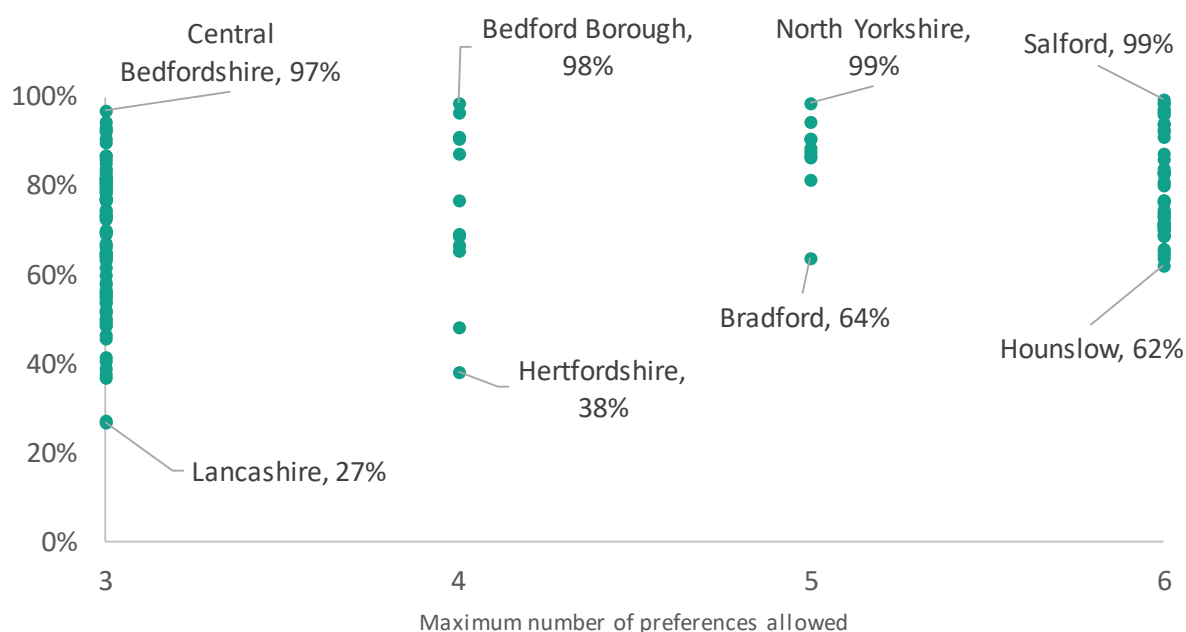 Central
Bedfordshire, 97%
Bedford Borough,
98%
North Yorkshire,
99%
Salford, 99%
100%
80%
60%
40%
20%
0%
Bradford, 64%
Hounslow, 62%
Hertfordshire,
38%
Lancashire, 27%
3
4
5
6
Maximum number of preferences allowed